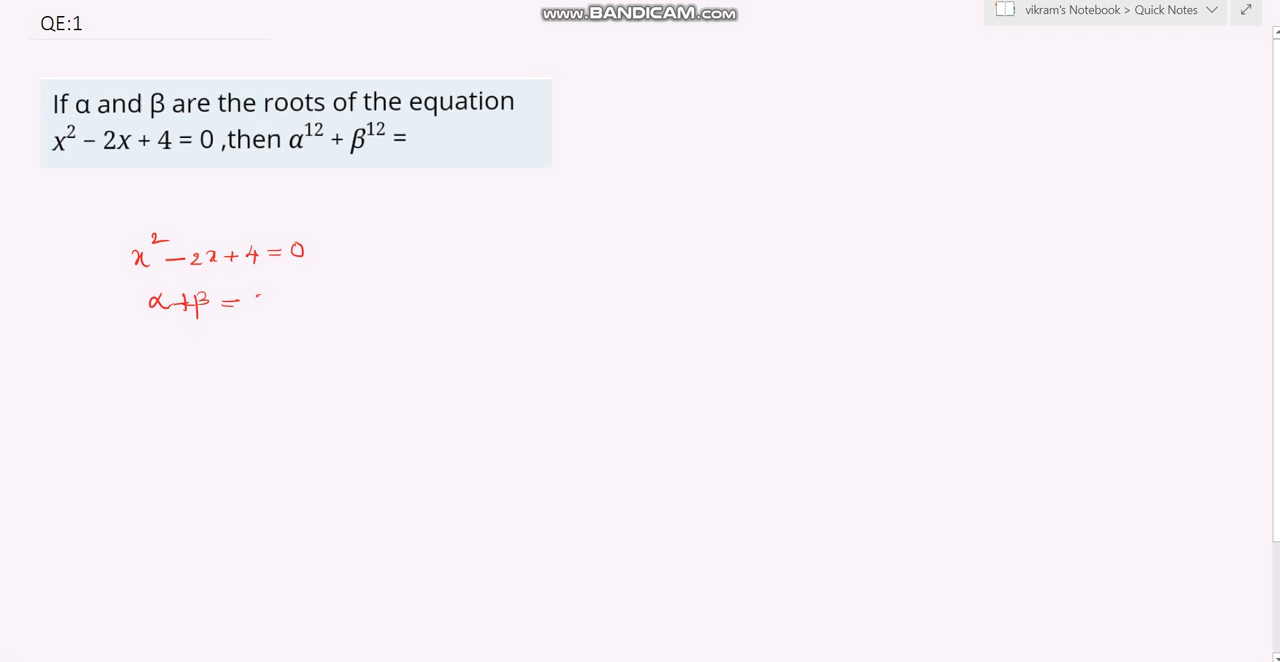 QE:1
www.BANDICAM.com
vikram's Notebook > Quick Notes
If α and β are the roots of the equation
x² − 2x + 4 = 0 ,then α¹² + β¹² =
x² − 2x + 4 = 0
α + β =